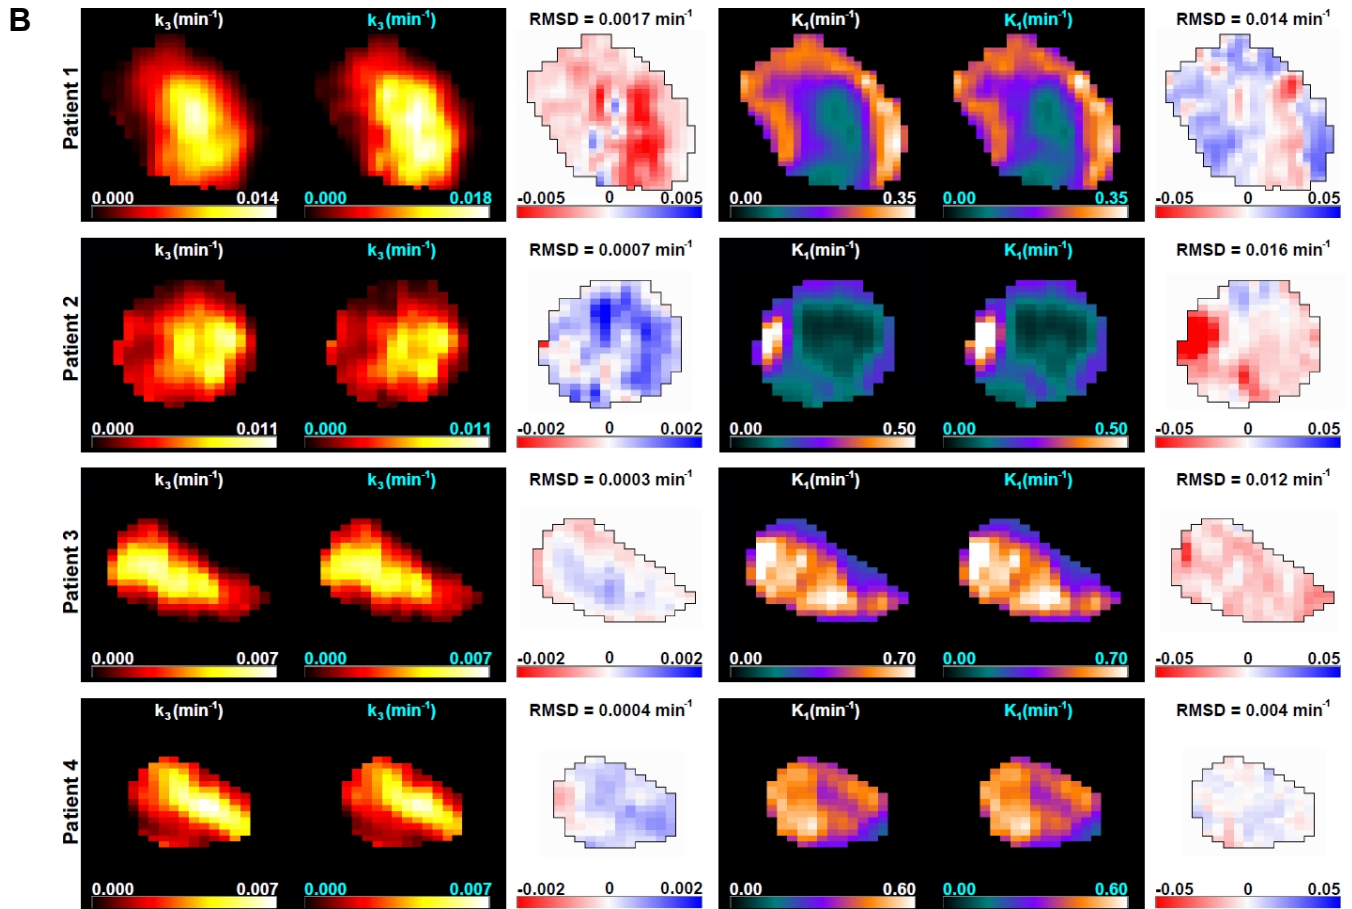 B
Patient 1
k3(min-1) k3(min-1) RMSD = 0.0017 min-1 K1(min-1) K1(min-1) RMSD = 0.014 min-1
0.000 0.014 0.000 0.018 -0.005 0 0.005 0.00 0.35 0.00 0.35 -0.05 0 0.05
Patient 2
k3(min-1) k3(min-1) RMSD = 0.0007 min-1 K1(min-1) K1(min-1) RMSD = 0.016 min-1
0.000 0.011 0.000 0.011 -0.002 0 0.002 0.00 0.50 0.00 0.50 -0.05 0 0.05
Patient 3
k3(min-1) k3(min-1) RMSD = 0.0003 min-1 K1(min-1) K1(min-1) RMSD = 0.012 min-1
0.000 0.007 0.000 0.007 -0.002 0 0.002 0.00 0.70 0.00 0.70 -0.05 0 0.05
Patient 4
k3(min-1) k3(min-1) RMSD = 0.0004 min-1 K1(min-1) K1(min-1) RMSD = 0.004 min-1
0.000 0.007 0.000 0.007 -0.002 0 0.002 0.00 0.60 0.00 0.60 -0.05 0 0.05